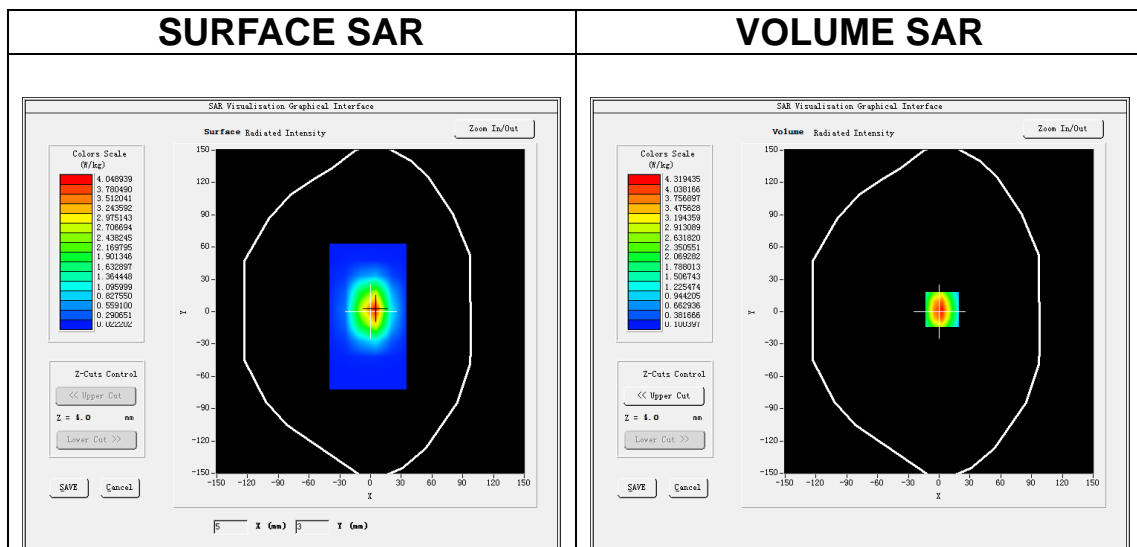 SURFACE SAR
VOLUME SAR
SAR Visualisation Graphical Interface
Surface Radiated Intensity
Zoom In/Out
Colors Scale
(W/kg)
4.048939
3.780490
3.512041
3.243592
2.975143
2.706694
2.438245
2.169795
1.901346
1.632897
1.364448
1.095999
0.827550
0.559100
0.290651
0.022202
150
120
90
60
30
0
-30
-60
-90
-120
-150
Y
-150 -120 -90 -60 -30 0 30 60 90 120 150
X
Z-Cuts Control
<< Upper Cut
Z = 4.0 mm
Lower Cut >>
SAVE Cancel
5 X (mm) 3 Y (mm)
SAR Visualisation Graphical Interface
Volume Radiated Intensity
Zoom In/Out
Colors Scale
(W/kg)
4.319435
4.038166
3.756897
3.475628
3.194359
2.913089
2.631820
2.350551
2.069282
1.788013
1.506743
1.225474
0.944205
0.662936
0.381666
0.100397
150
120
90
60
30
0
-30
-60
-90
-120
-150
Y
-150 -120 -90 -60 -30 0 30 60 90 120 150
X
Z-Cuts Control
<< Upper Cut
Z = 4.0 mm
Lower Cut >>
SAVE Cancel